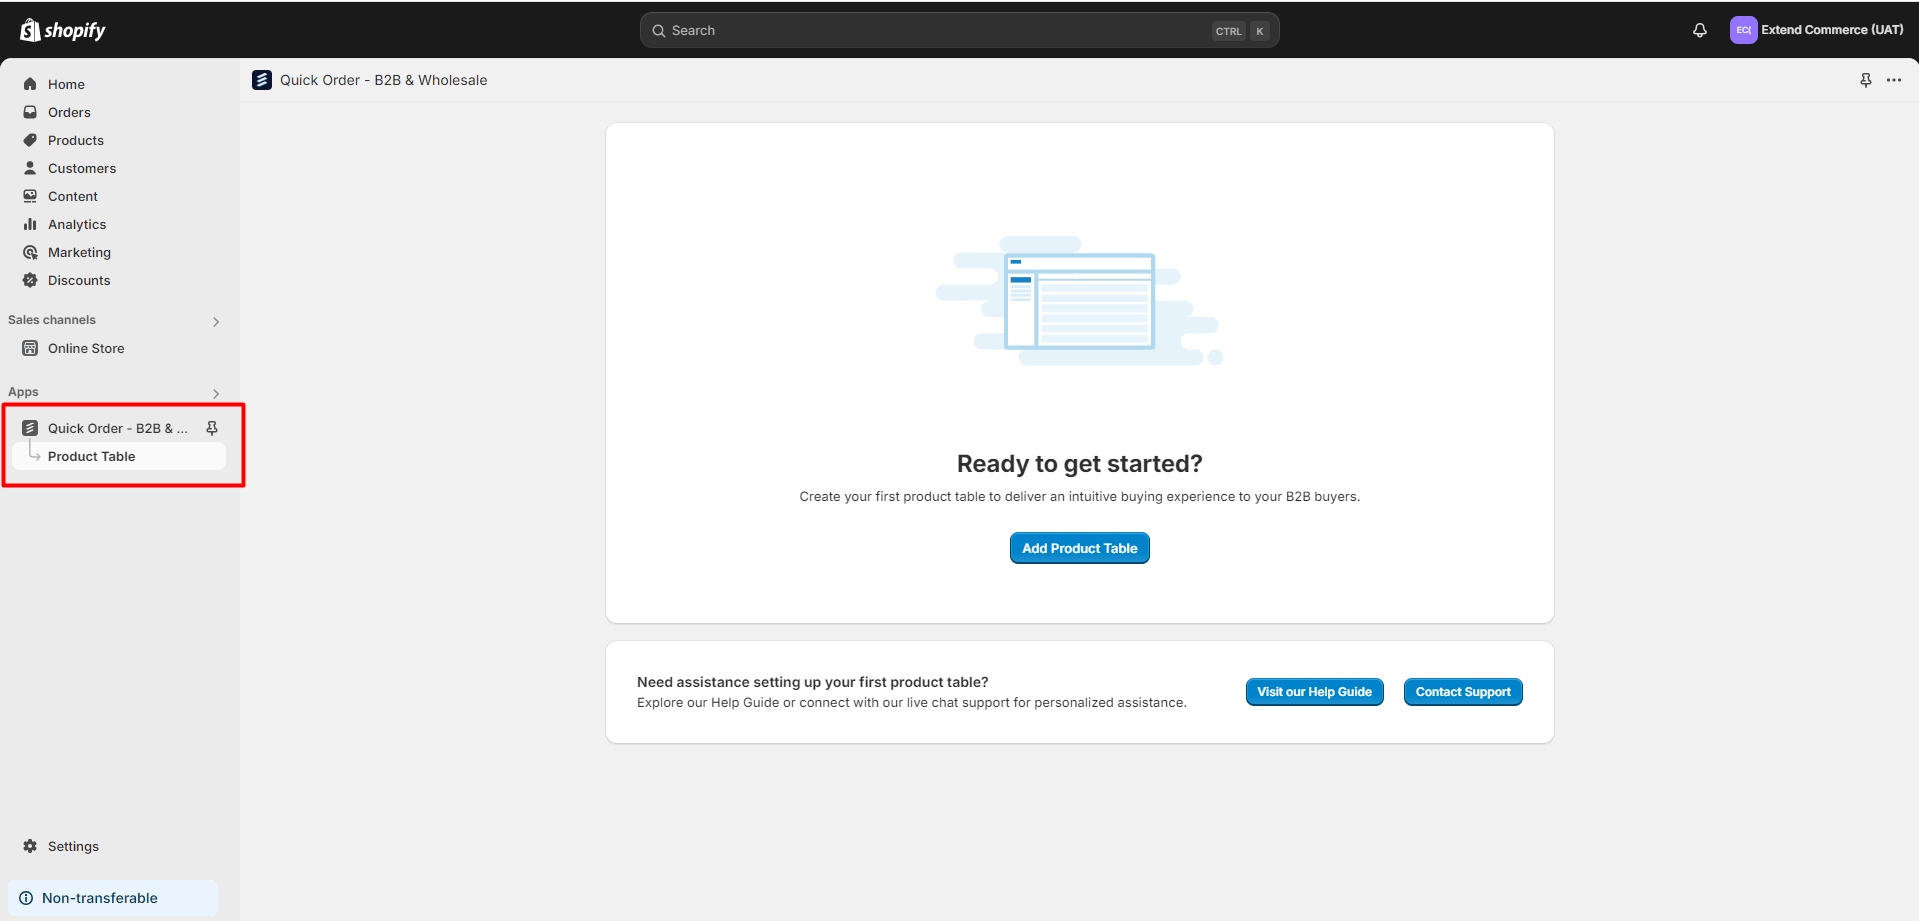 shopify
Search
CTRL K
EC(
Extend Commerce (UAT)
Home
Orders
Products
Customers
Content
Analytics
Marketing
Discounts
Sales channels
Online Store
Apps
Quick Order - B2B & ...
Product Table
Settings
Non-transferable
Quick Order - B2B & Wholesale
Ready to get started?
Create your first product table to deliver an intuitive buying experience to your B2B buyers.
Add Product Table
Need assistance setting up your first product table?
Explore our Help Guide or connect with our live chat support for personalized assistance.
Visit our Help Guide
Contact Support